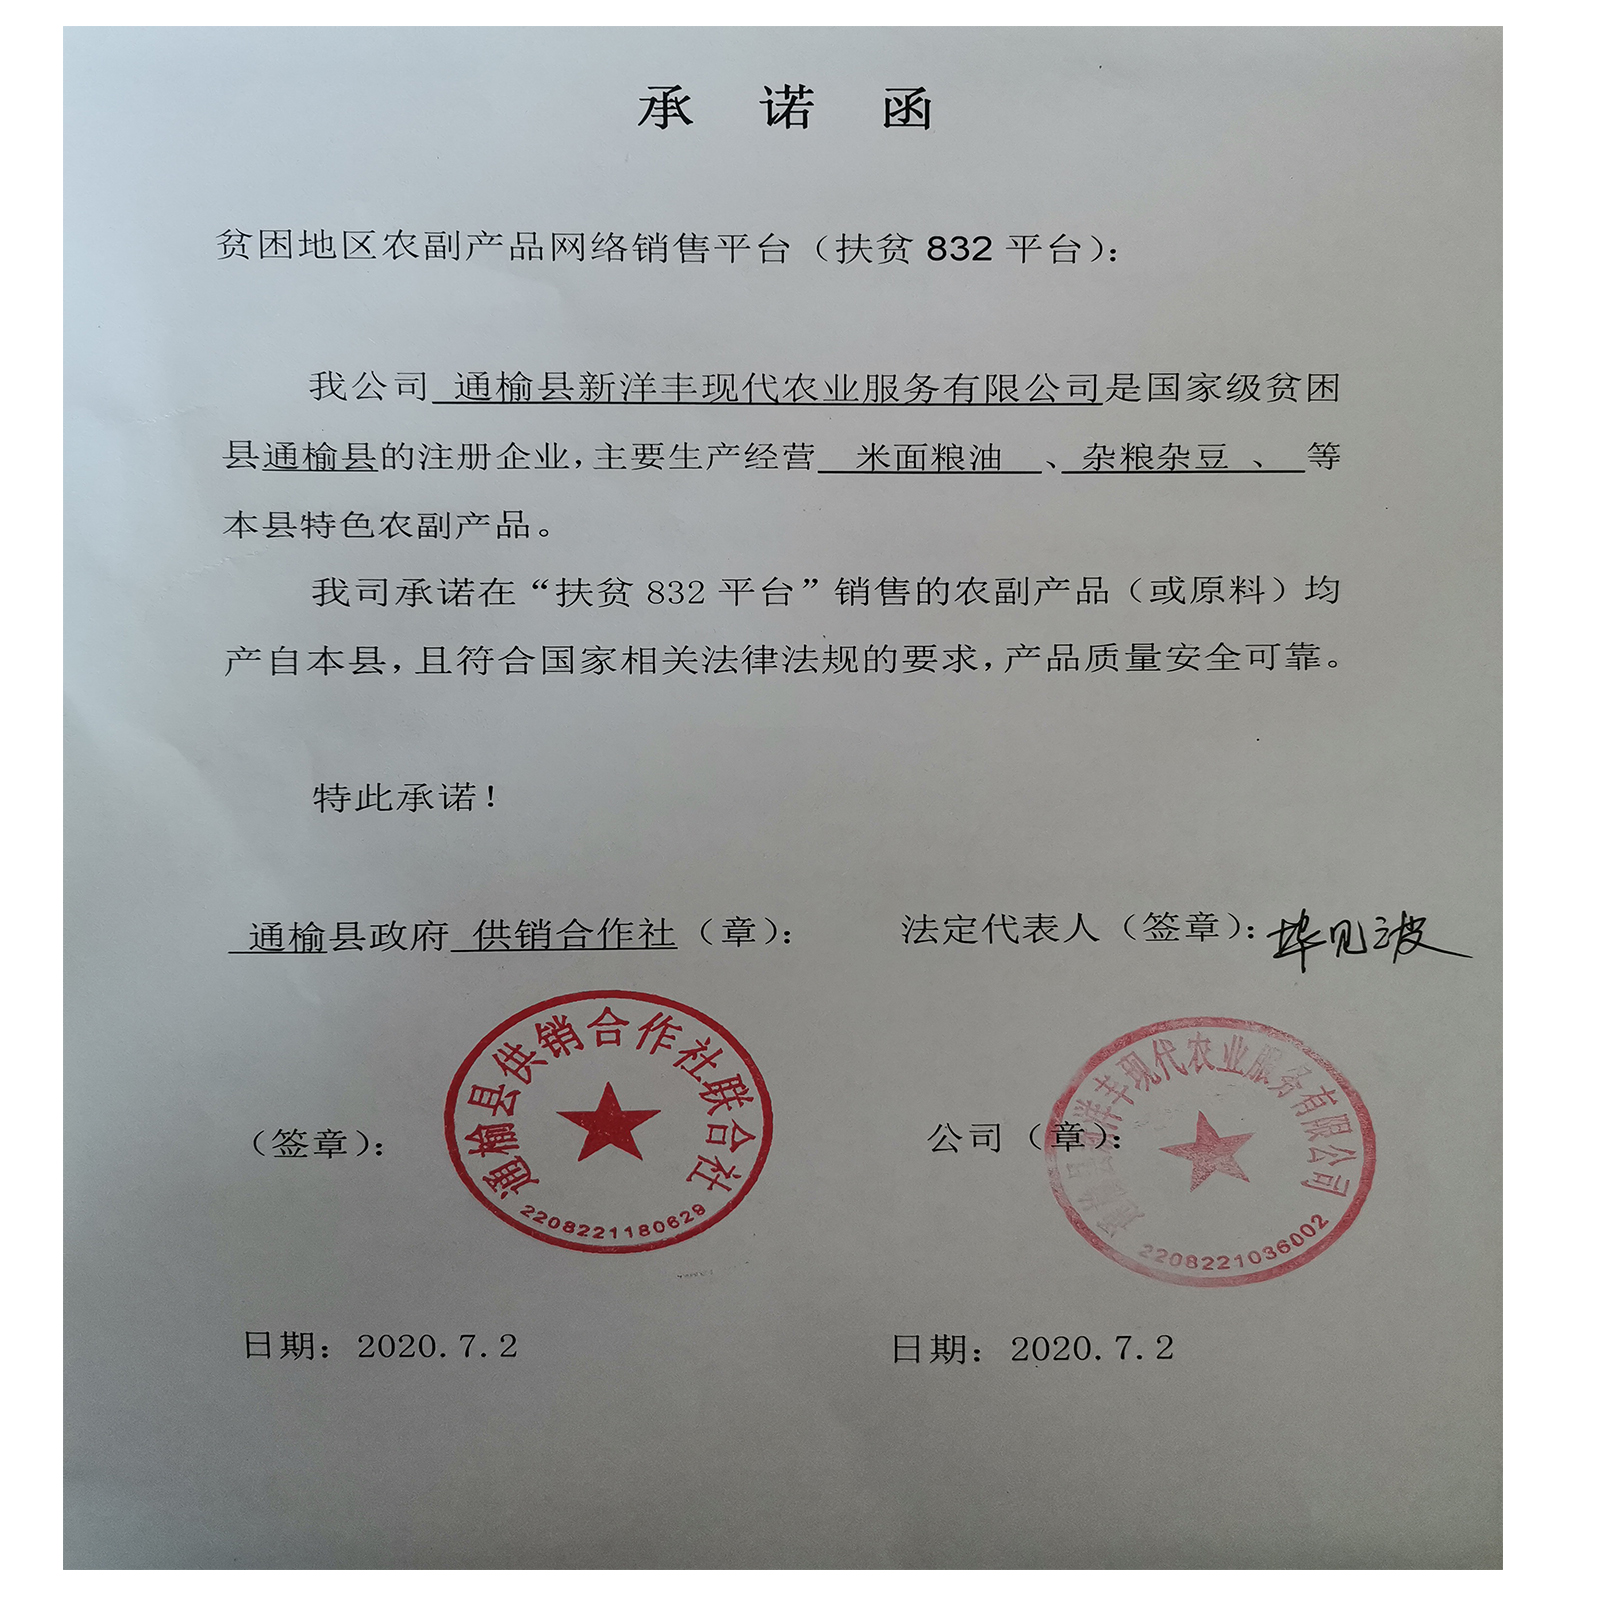 承 诺 函
贫困地区农副产品网络销售平台（扶贫 832 平台）：
我公司 通榆县新洋丰现代农业服务有限公司是国家级贫困
县通榆县的注册企业，主要生产经营 米面粮油 、杂粮杂豆 、 等
本县特色农副产品。
我司承诺在“扶贫 832 平台”销售的农副产品（或原料）均
产自本县，且符合国家相关法律法规的要求，产品质量安全可靠。
特此承诺！
通榆县政府 供销合作社（章）：
法定代表人（签章）：
通榆县供销合作社联合社
（签章）：
2208221180629
洋丰现代农业服务有限公司
公司（章）：
2208221036002
日期：2020.7.2
日期：2020.7.2